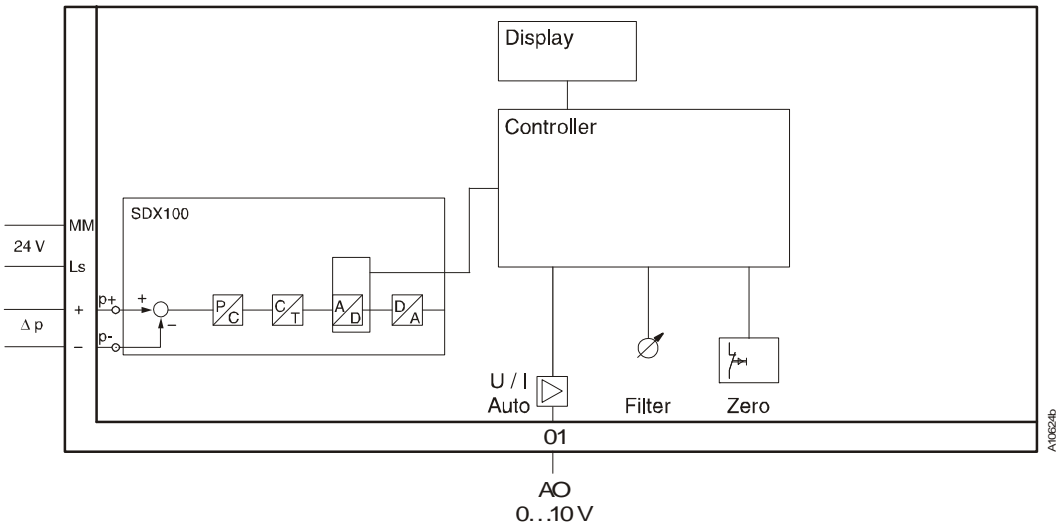 Display
Controller
SDX100
MM
24 V
Ls
+
p+
+
Δ p
−
p-
−
P
C
C
T
A
D
D
A
U / I
Auto
Filter
Zero
01
AO
0...10 V
A10624b